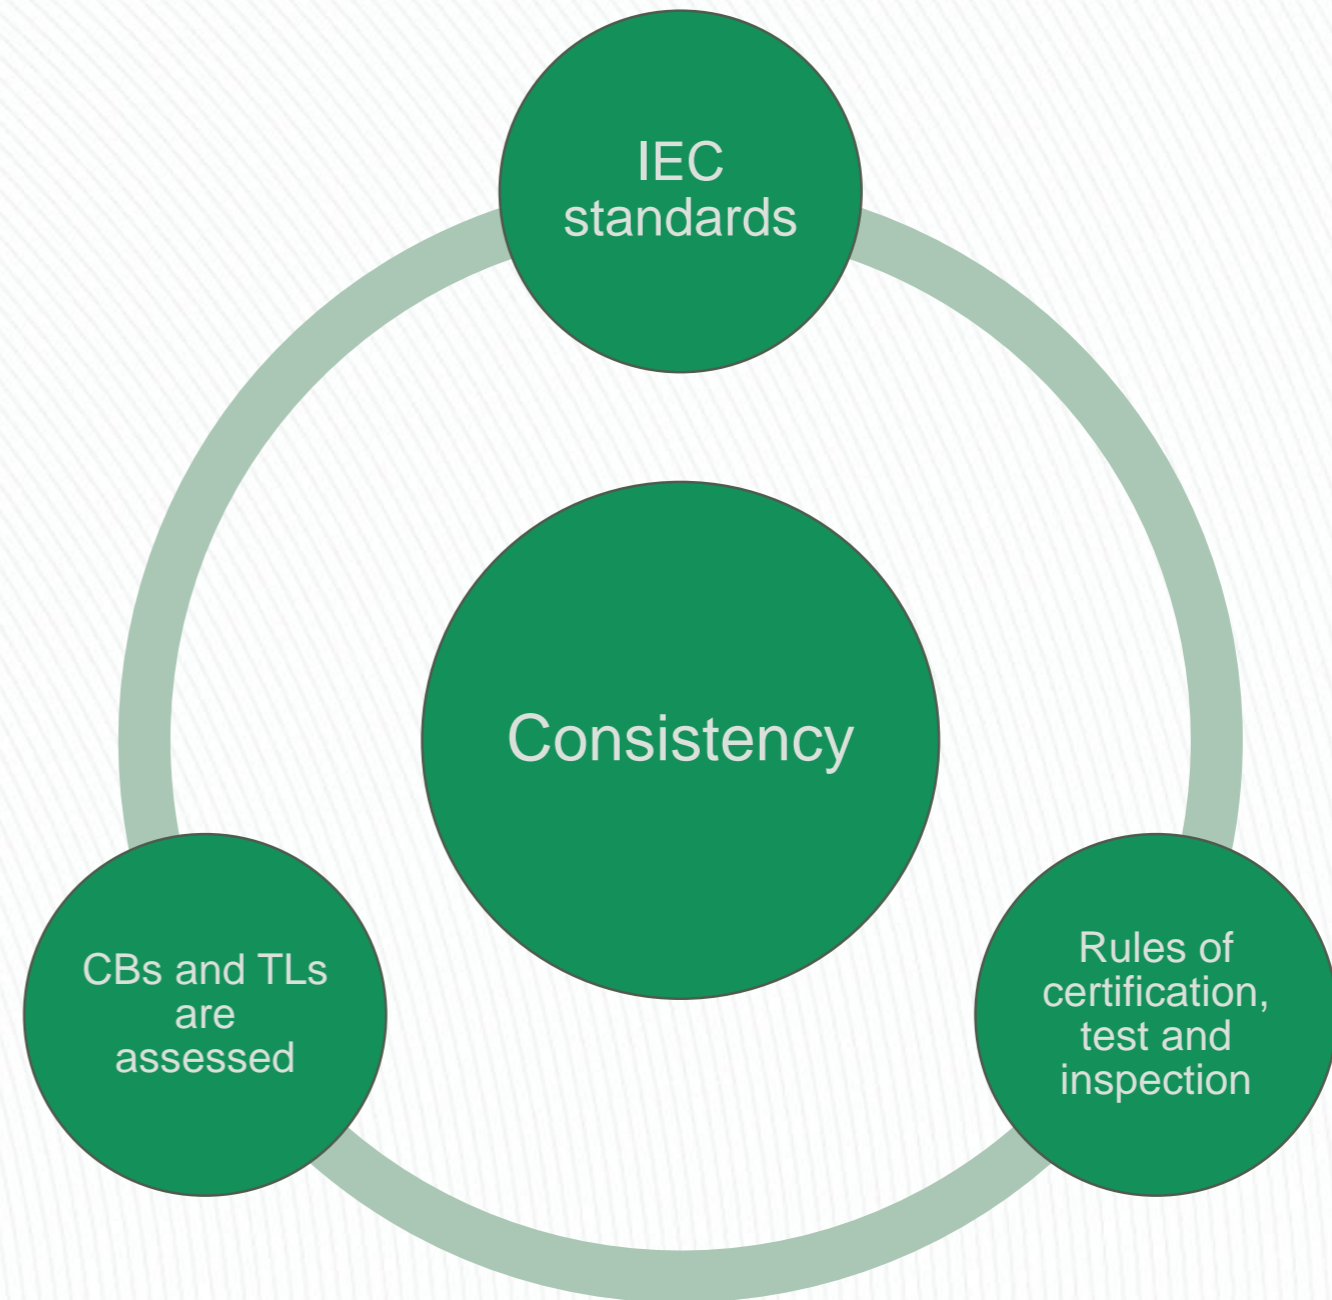 IEC
standards
Consistency
CBs and TLs
are
assessed
Rules of
certification,
test and
inspection